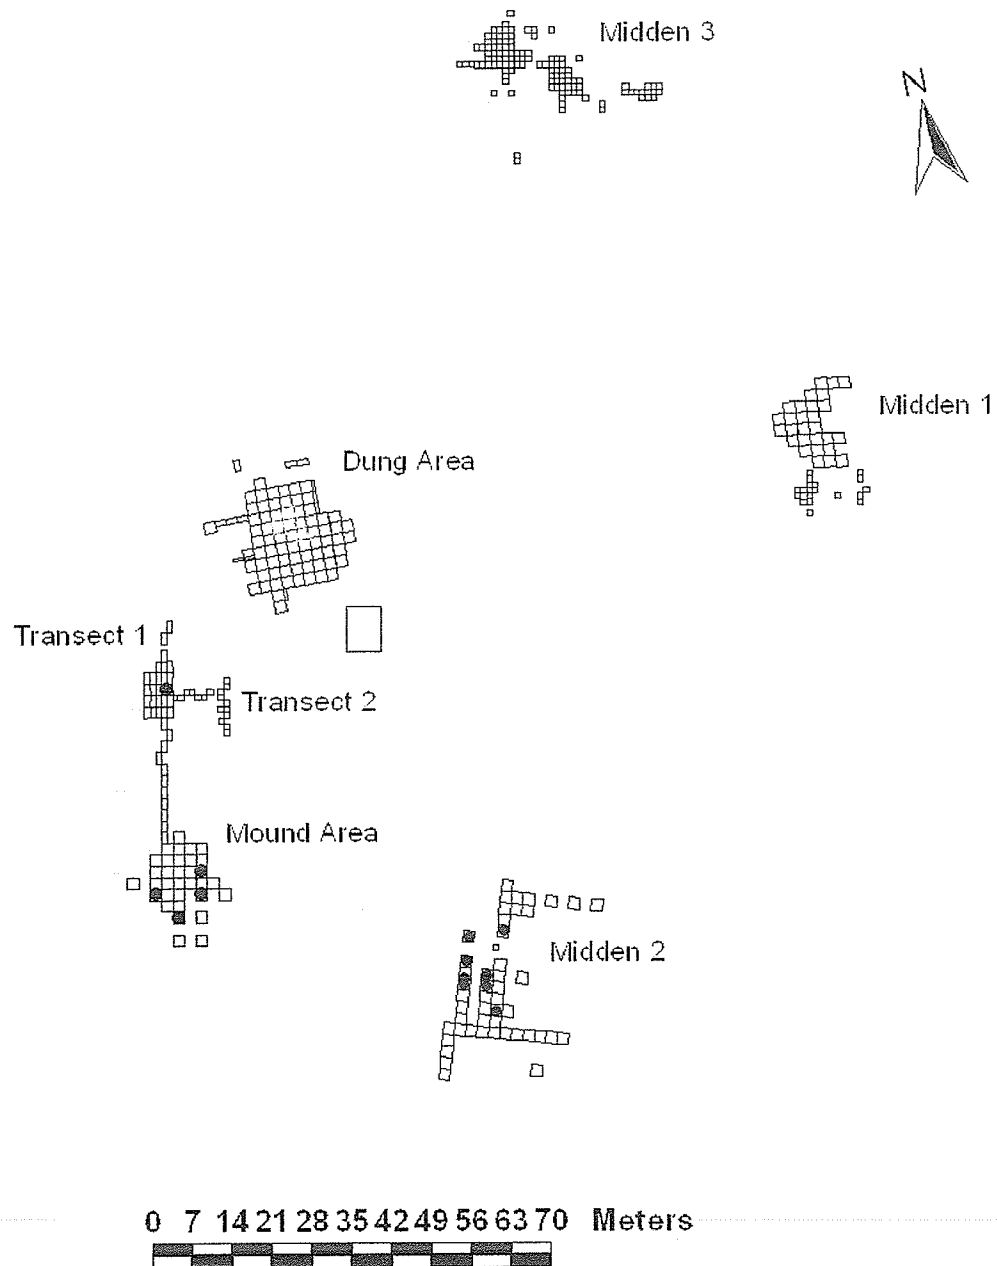 Midden 3
N
Midden 1
Dung Area
Transect 1
Transect 2
Mound Area
Midden 2
0 7 14 21 28 35 42 49 56 63 70 Meters